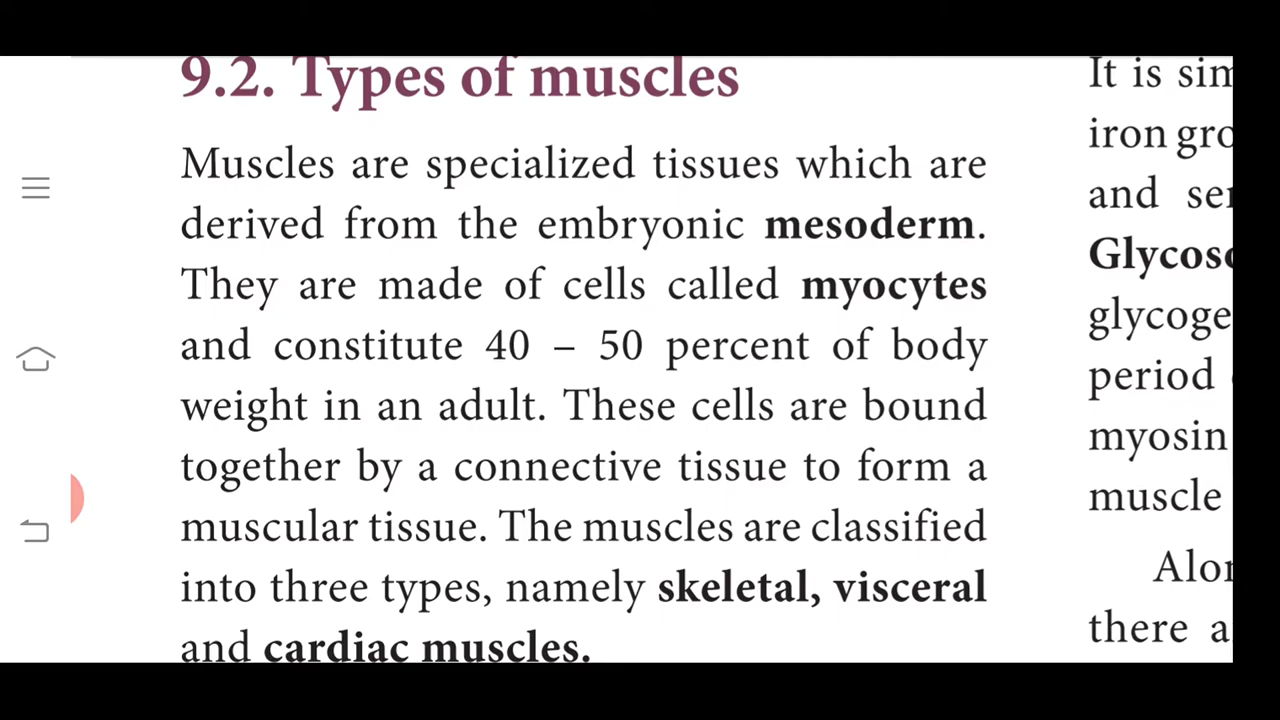 9.2. Types of muscles
Muscles are specialized tissues which are
derived from the embryonic mesoderm.
They are made of cells called myocytes
and constitute 40 – 50 percent of body
weight in an adult. These cells are bound
together by a connective tissue to form a
muscular tissue. The muscles are classified
into three types, namely skeletal, visceral
and cardiac muscles.
It is
iron
and
period
myosin
muscle
there